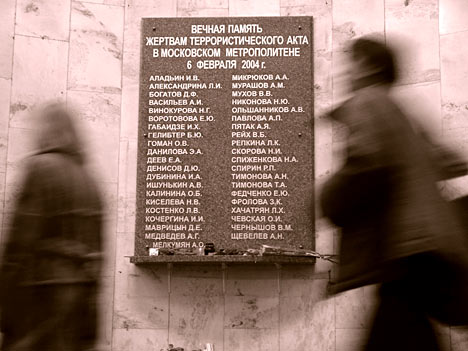 ВЕЧНАЯ ПАМЯТЬ
ЖЕРТВАМ ТЕРРОРИСТИЧЕСКОГО АКТА
В МОСКОВСКОМ МЕТРОПОЛИТЕНЕ
6 ФЕВРАЛЯ 2004 г.
АЛАДЬИН И.В.
АЛЕКСАНДРИНА Л.И.
БОГАТОВ Д.Ф.
ВАСИЛЬЕВ А.И.
ВИНОКУРОВА Н.Г.
ВОРОТОВОВА Е.Ю.
ГАБАИДЗЕ И.Х.
ГЕЛИБТЕР Б.Ю.
ГОМАН О.В.
ДАНИЛОВА Э.А.
ДЕЕВ Е.А.
ДЕНИСОВ Д.Ю.
ДУБИНИНА И.А.
ИШУНЬКИН А.В.
КАЛИНИНА О.Б.
КИСЕЛЕВА Н.В.
КОСТЕНКО Л.В.
КОЧЕРГИНА И.И.
МАВРИЦЫН Д.Е.
МЕДВЕДЕВ А.Г.
МЕЛКУМЯН А.О.
МИКРЮКОВ А.А.
МУРАШОВ А.М.
МУХОВ В.В.
НИКОНОВА Н.Ю.
ОЛЬШАННИКОВ А.В.
ПАВЛОВА А.П.
ПЯТАК А.Я.
РЕЙХ В.Б.
РЕПКИНА Л.К.
СКОРОВА Н.И.
СПИЖЕНКОВА Н.А.
СПИРИН Р.П.
ТИМОНОВА А.Н.
ТИМОНОВА Т.А.
ФЕДЧЕНКО Е.Ю.
ФРОЛОВА З.К.
ХАЧАТРЯН Л.Х.
ЧЕВСКАЯ О.И.
ЧЕРНЫШОВ В.М.
ЩЕВЕЛЕВ А.Н.